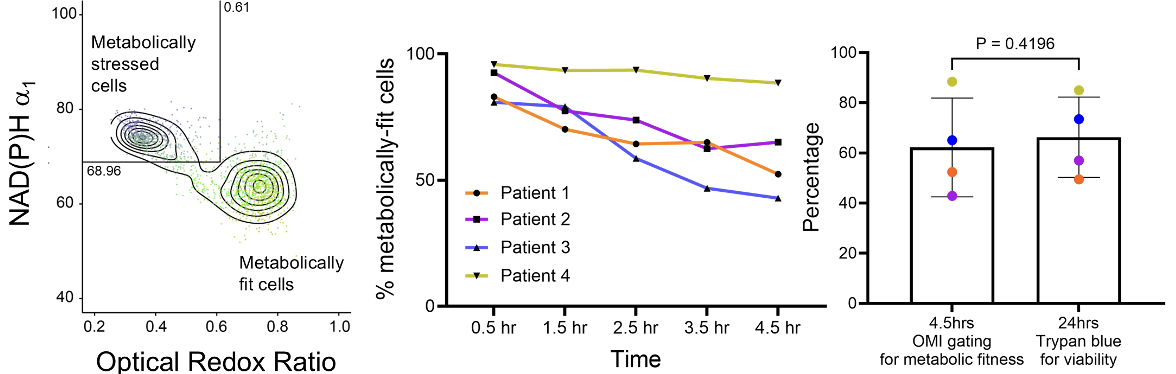 100
80
60
40
NAD(P)H α1
0.61
Metabolically
stressed
cells
68.96
Metabolically
fit cells
0.2
0.4
0.6
0.8
1.0
Optical Redox Ratio
100
50
0
% metabolically-fit cells
Patient 1
Patient 2
Patient 3
Patient 4
0.5 hr
1.5 hr
2.5 hr
3.5 hr
4.5 hr
Time
P = 0.4196
100
80
60
40
20
0
Percentage
4.5hrs
OMI gating
for metabolic fitness
24hrs
Trypan blue
for viability